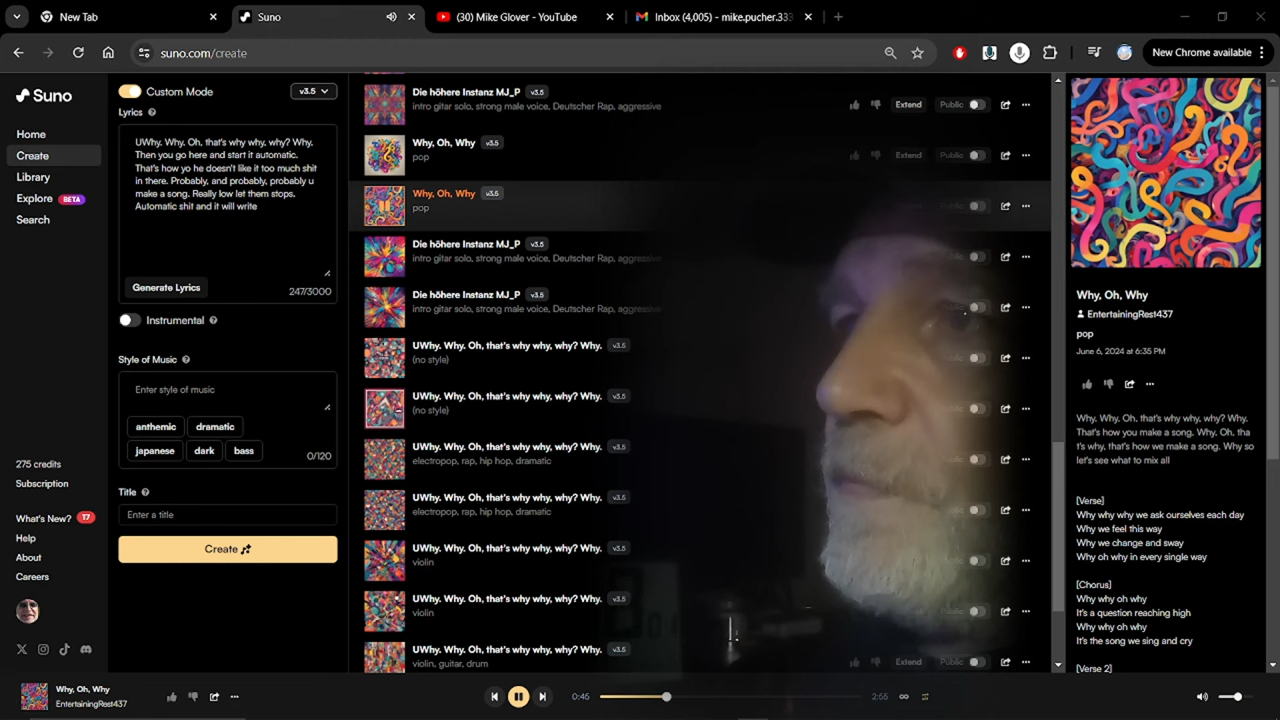 New Tab
Suno
(30) Mike Glover - YouTube
Inbox (4,005) - mike.pucher.333
suno.com/create
New Chrome available
Suno
Home
Create
Library
Explore BETA
Search
275 credits
Subscription
What's New? 17
Help
About
Careers
Custom Mode
v3.5
Lyrics
UWhy. Why. Oh, that's why why, why? Why.
Then you go here and start it automatic.
That's how yo he doesn't like it too much shit
in there. Probably, and probably, probably u
make a song. Really low let them stops.
Automatic shit and it will write
Generate Lyrics
247/3000
Instrumental
Style of Music
Enter style of music
anthemic
dramatic
japanese
dark
bass
0/120
Title
Enter a title
Create
Die höhere Instanz MJ_P v3.5
intro gitar solo, strong male voice, Deutscher Rap, aggressive
Extend
Public
Why, Oh, Why v3.5
pop
Extend
Public
Why, Oh, Why v3.5
pop
Public
Die höhere Instanz MJ_P v3.5
intro gitar solo, strong male voice, Deutscher Rap, aggressive
Die höhere Instanz MJ_P v3.5
intro gitar solo, strong male voice, Deutscher Rap, aggressive
UWhy. Why. Oh, that's why why, why? Why. v3.5
(no style)
UWhy. Why. Oh, that's why why, why? Why. v3.5
(no style)
UWhy. Why. Oh, that's why why, why? Why. v3.5
electropop, rap, hip hop, dramatic
UWhy. Why. Oh, that's why why, why? Why. v3.5
electropop, rap, hip hop, dramatic
UWhy. Why. Oh, that's why why, why? Why. v3.5
violin
UWhy. Why. Oh, that's why why, why? Why. v3.5
violin
UWhy. Why. Oh, that's why why, why? Why. v3.5
violin, guitar, drum
Extend
Public
Why, Oh, Why
EntertainingRest437
pop
June 6, 2024 at 6:35 PM
Why. Why. Oh, that's why why, why? Why.
That's how you make a song. Why. Oh, tha
t's why, that's how we make a song. Why so
let's see what to mix all
[Verse]
Why why why we ask ourselves each day
Why we feel this way
Why we change and sway
Why oh why in every single way
[Chorus]
Why why oh why
It's a question reaching high
Why why oh why
It's the song we sing and cry
[Verse 2]
Why, Oh, Why
EntertainingRest437
0:45
2:55